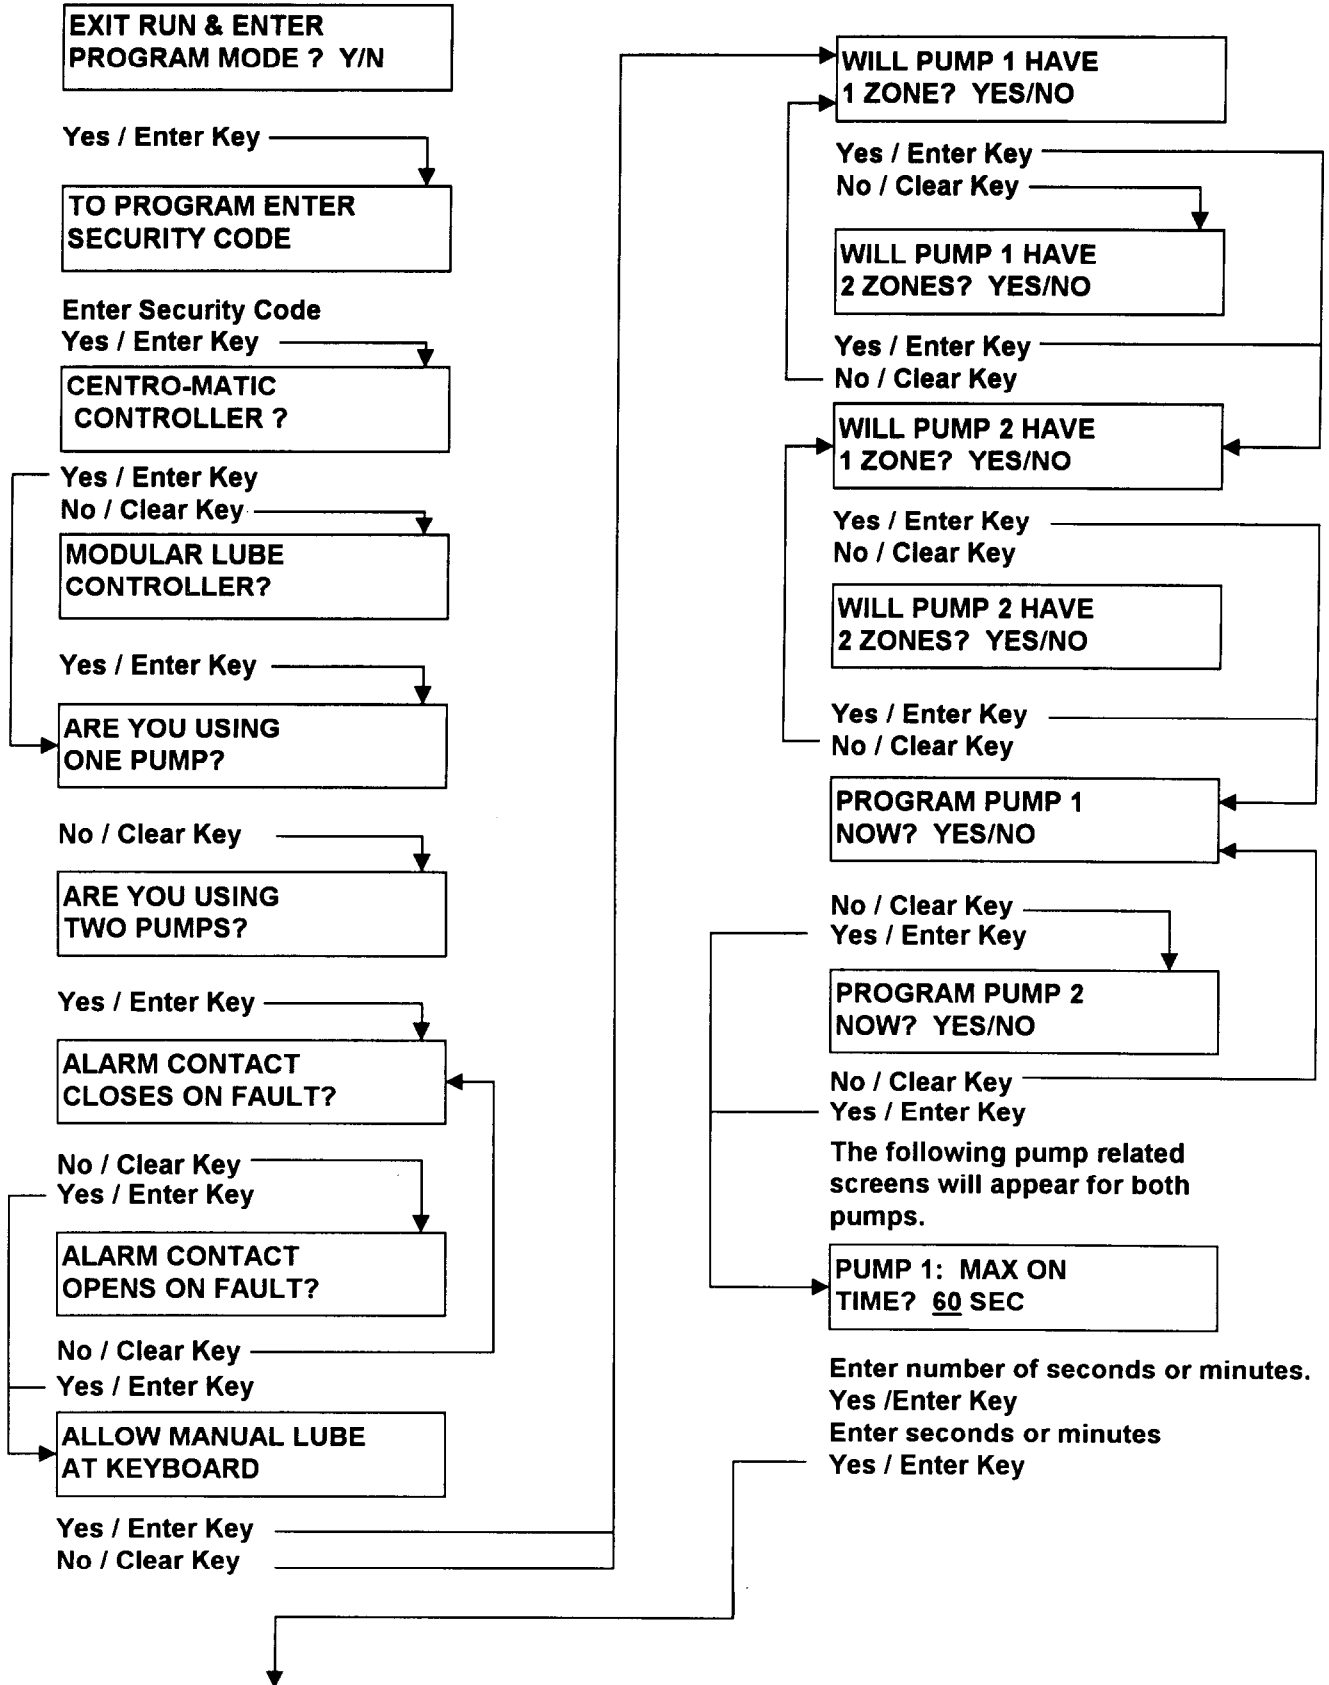 EXIT RUN & ENTER
PROGRAM MODE ? Y/N
Yes / Enter Key
TO PROGRAM ENTER
SECURITY CODE
Enter Security Code
Yes / Enter Key
CENTRO-MATIC
CONTROLLER ?
Yes / Enter Key
No / Clear Key
MODULAR LUBE
CONTROLLER?
Yes / Enter Key
ARE YOU USING
ONE PUMP?
No / Clear Key
ARE YOU USING
TWO PUMPS?
Yes / Enter Key
ALARM CONTACT
CLOSES ON FAULT?
No / Clear Key
Yes / Enter Key
ALARM CONTACT
OPENS ON FAULT?
No / Clear Key
Yes / Enter Key
ALLOW MANUAL LUBE
AT KEYBOARD
Yes / Enter Key
No / Clear Key
WILL PUMP 1 HAVE
1 ZONE? YES/NO
Yes / Enter Key
No / Clear Key
WILL PUMP 1 HAVE
2 ZONES? YES/NO
Yes / Enter Key
No / Clear Key
WILL PUMP 2 HAVE
1 ZONE? YES/NO
Yes / Enter Key
No / Clear Key
WILL PUMP 2 HAVE
2 ZONES? YES/NO
Yes / Enter Key
No / Clear Key
PROGRAM PUMP 1
NOW? YES/NO
No / Clear Key
Yes / Enter Key
PROGRAM PUMP 2
NOW? YES/NO
No / Clear Key
Yes / Enter Key
The following pump related
screens will appear for both
pumps.
PUMP 1: MAX ON
TIME? 60 SEC
Enter number of seconds or minutes.
Yes /Enter Key
Enter seconds or minutes
Yes / Enter Key